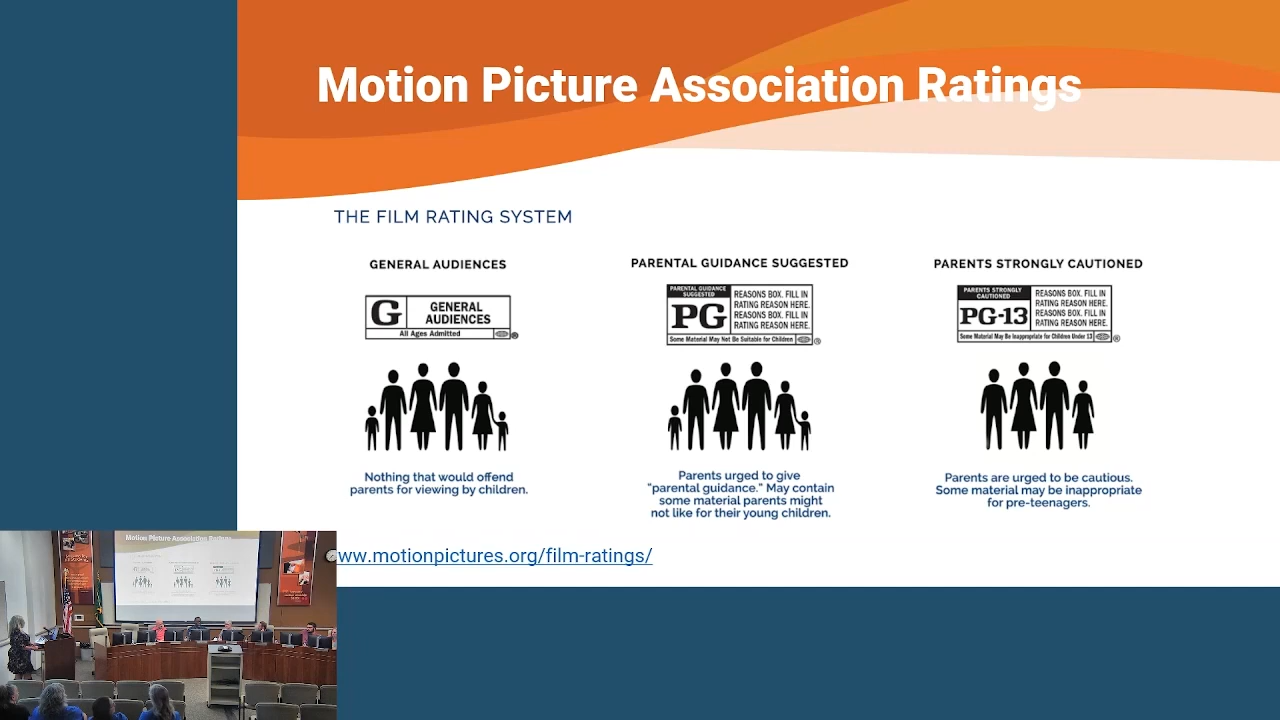 Motion Picture Association Ratings
THE FILM RATING SYSTEM
GENERAL AUDIENCES
G
GENERAL
AUDIENCES
All Ages Admitted
®
Nothing that would offend
parents for viewing by children.
PARENTAL GUIDANCE SUGGESTED
PARENTAL GUIDANCE
SUGGESTED
PG
REASONS BOX. FILL IN
RATING REASON HERE.
REASONS BOX. FILL IN
RATING REASON HERE.
Some Material May Not Be Suitable for Children
®
Parents urged to give
"parental guidance." May contain
some material parents might
not like for their young children.
PARENTS STRONGLY CAUTIONED
PARENTS STRONGLY
CAUTIONED
PG-13
REASONS BOX. FILL IN
RATING REASON HERE.
REASONS BOX. FILL IN
RATING REASON HERE.
Some Material May Be Inappropriate for Children Under 13
®
Parents are urged to be cautious.
Some material may be inappropriate
for pre-teenagers.
ww.motionpictures.org/film-ratings/
Motion Picture Association Ratings